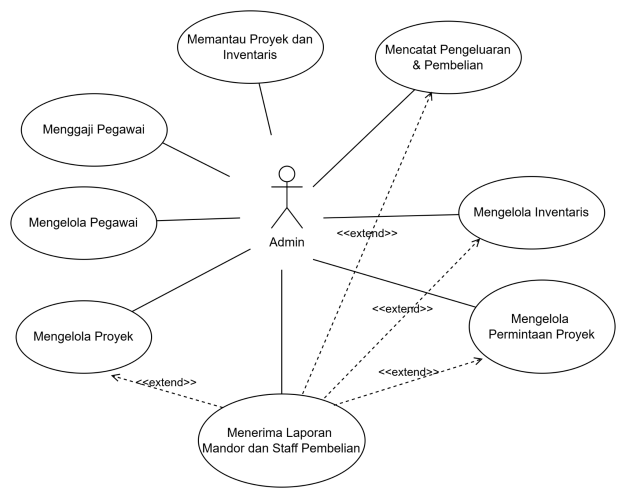 Memantau Proyek dan
Inventaris
Mencatat Pengeluaran
& Pembelian
Menggaji Pegawai
Mengelola Pegawai
Admin
Mengelola Inventaris
<<extend>>
<<extend>>
Mengelola
Permintaan Proyek
Mengelola Proyek
<<extend>>
<<extend>>
Menerima Laporan
Mandor dan Staff Pembelian